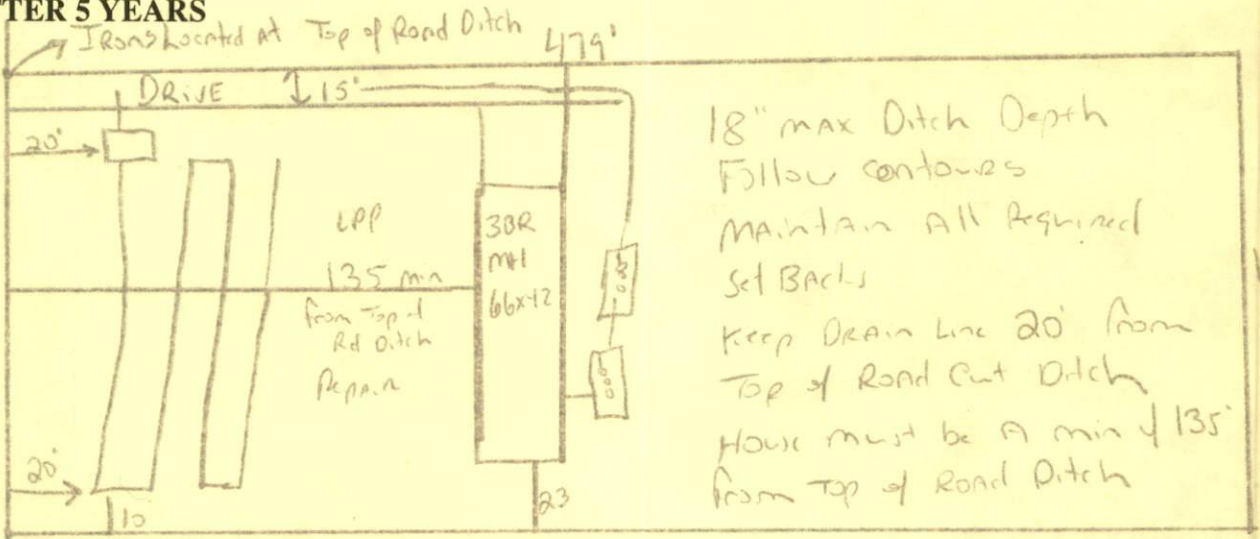 TER 5 YEARS
Irons Located At Top of Road Ditch
479'
DRIVE
15'
20'
LPP
135 min
from Top of
Rd Ditch
Repair
3BR
MH
66x42
1000
20'
10
23
18" max Ditch Depth
Follow contours
Maintain All Required
Set Backs
Keep Drain Line 20' from
Top of Road Cut Ditch
House must be A min of 135'
from Top of Road Ditch